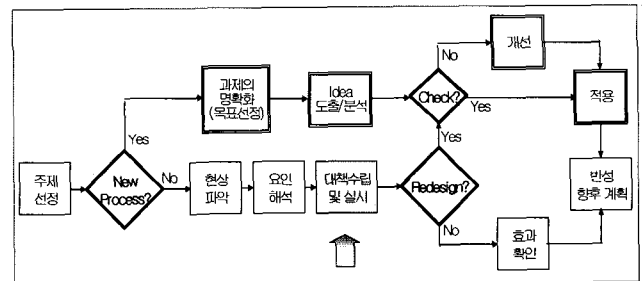 개선
No
과제의
명확화
(목표선정)
Idea
도출/분석
Check?
Yes
적용
Yes
Yes
주제
선정
New
Process?
No
현상
파악
요인
해석
대책수립
및 실시
Redesign?
반성
향후 계획
No
효과
확인